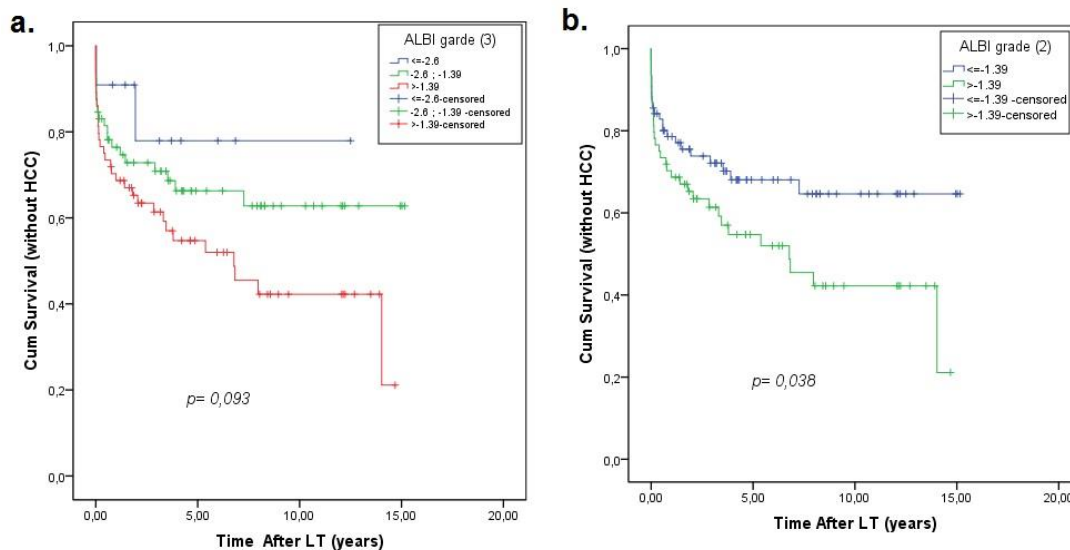 a.
ALBI garde (3)
<=-2.6
-2.6 ; -1.39
>-1.39
<=-2.6-censored
-2.6 ; -1.39 -censored
>-1.39-censored
Cum Survival (without HCC)
1,0
0,8
0,6
0,4
0,2
0,0
p= 0,093
0,00
5,00
10,00
15,00
20,00
Time After LT (years)
b.
ALBI grade (2)
<=-1.39
>-1.39
<=-1.39 -censored
>-1.39-censored
Cum Survival (without HCC)
1,0
0,8
0,6
0,4
0,2
0,0
p= 0,038
0,00
5,00
10,00
15,00
20,00
Time After LT (years)